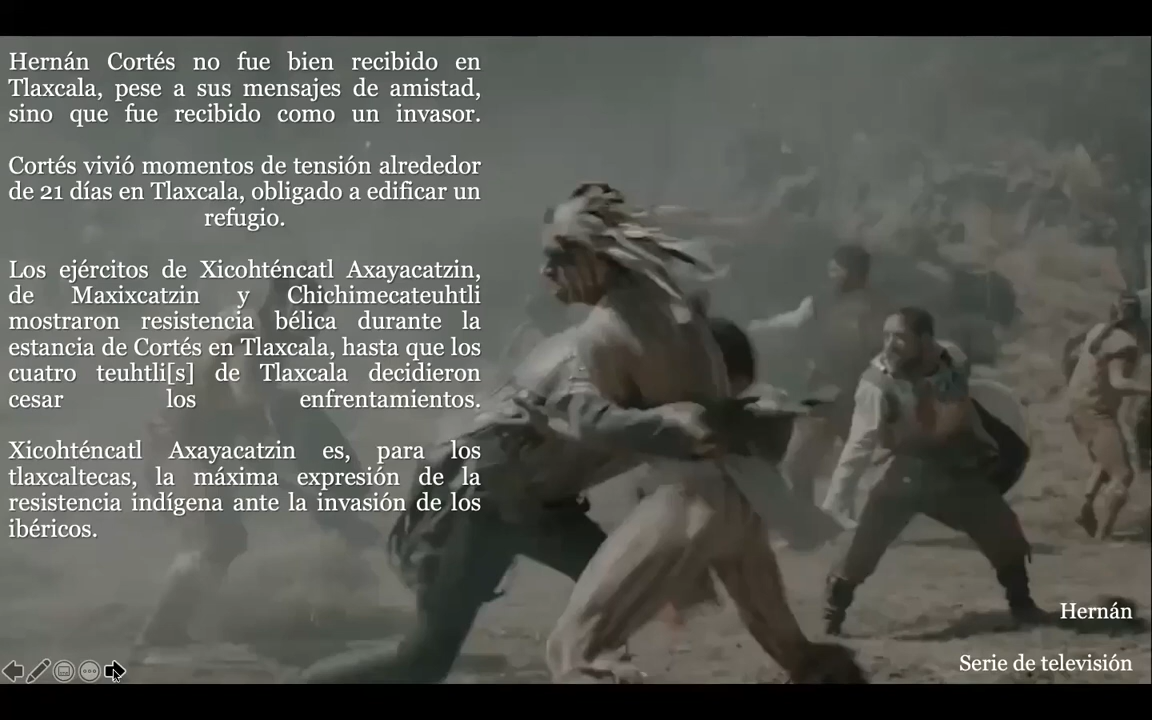 Hernán Cortés no fue bien recibido en
Tlaxcala, pese a sus mensajes de amistad,
sino que fue recibido como un invasor.
Cortés vivió momentos de tensión alrededor
de 21 días en Tlaxcala, obligado a edificar un
refugio.
Los ejércitos de Xicohténcatl Axayacatzin,
de Maxixcatzin y Chichimecateuhtli
mostraron resistencia bélica durante la
estancia de Cortés en Tlaxcala, hasta que los
cuatro teuhtli[s] de Tlaxcala decidieron
cesar los enfrentamientos.
Xicohténcatl Axayacatzin es, para los
tlaxcaltecas, la máxima expresión de la
resistencia indígena ante la invasión de los
ibéricos.
Hernán
Serie de televisión